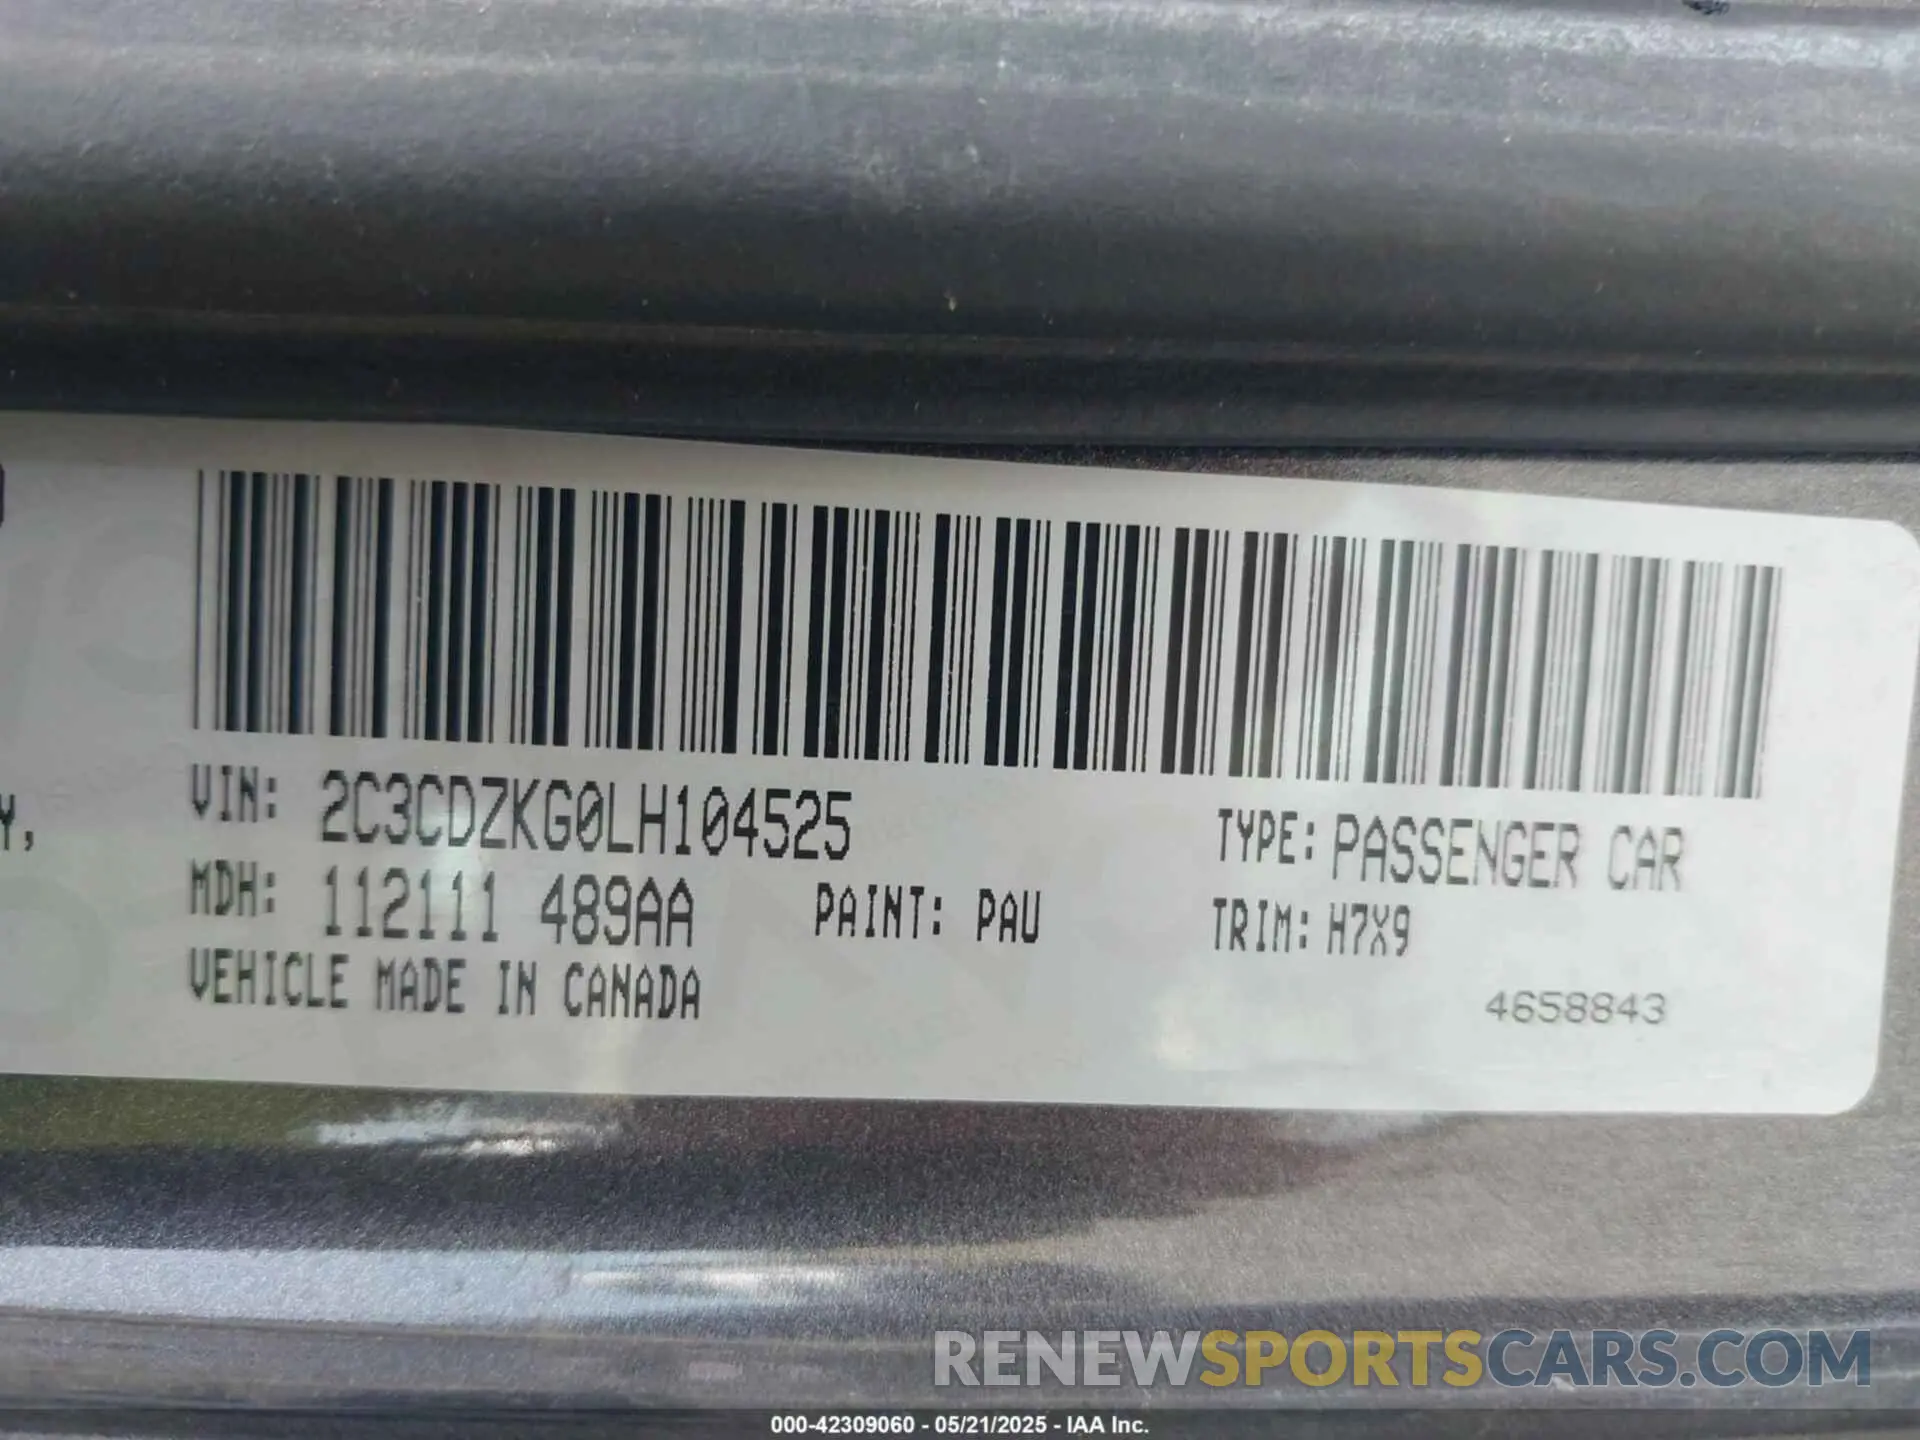 Y,
VIN: 2C3CDZKG0LH104525
TYPE: PASSENGER CAR
MDH: 112111 489AA
PAINT: PAU
TRIM: H7X9
VEHICLE MADE IN CANADA
4658843
RENEWSPORTSCARS.COM
000-42309060 - 05/21/2025 - IAA Inc.